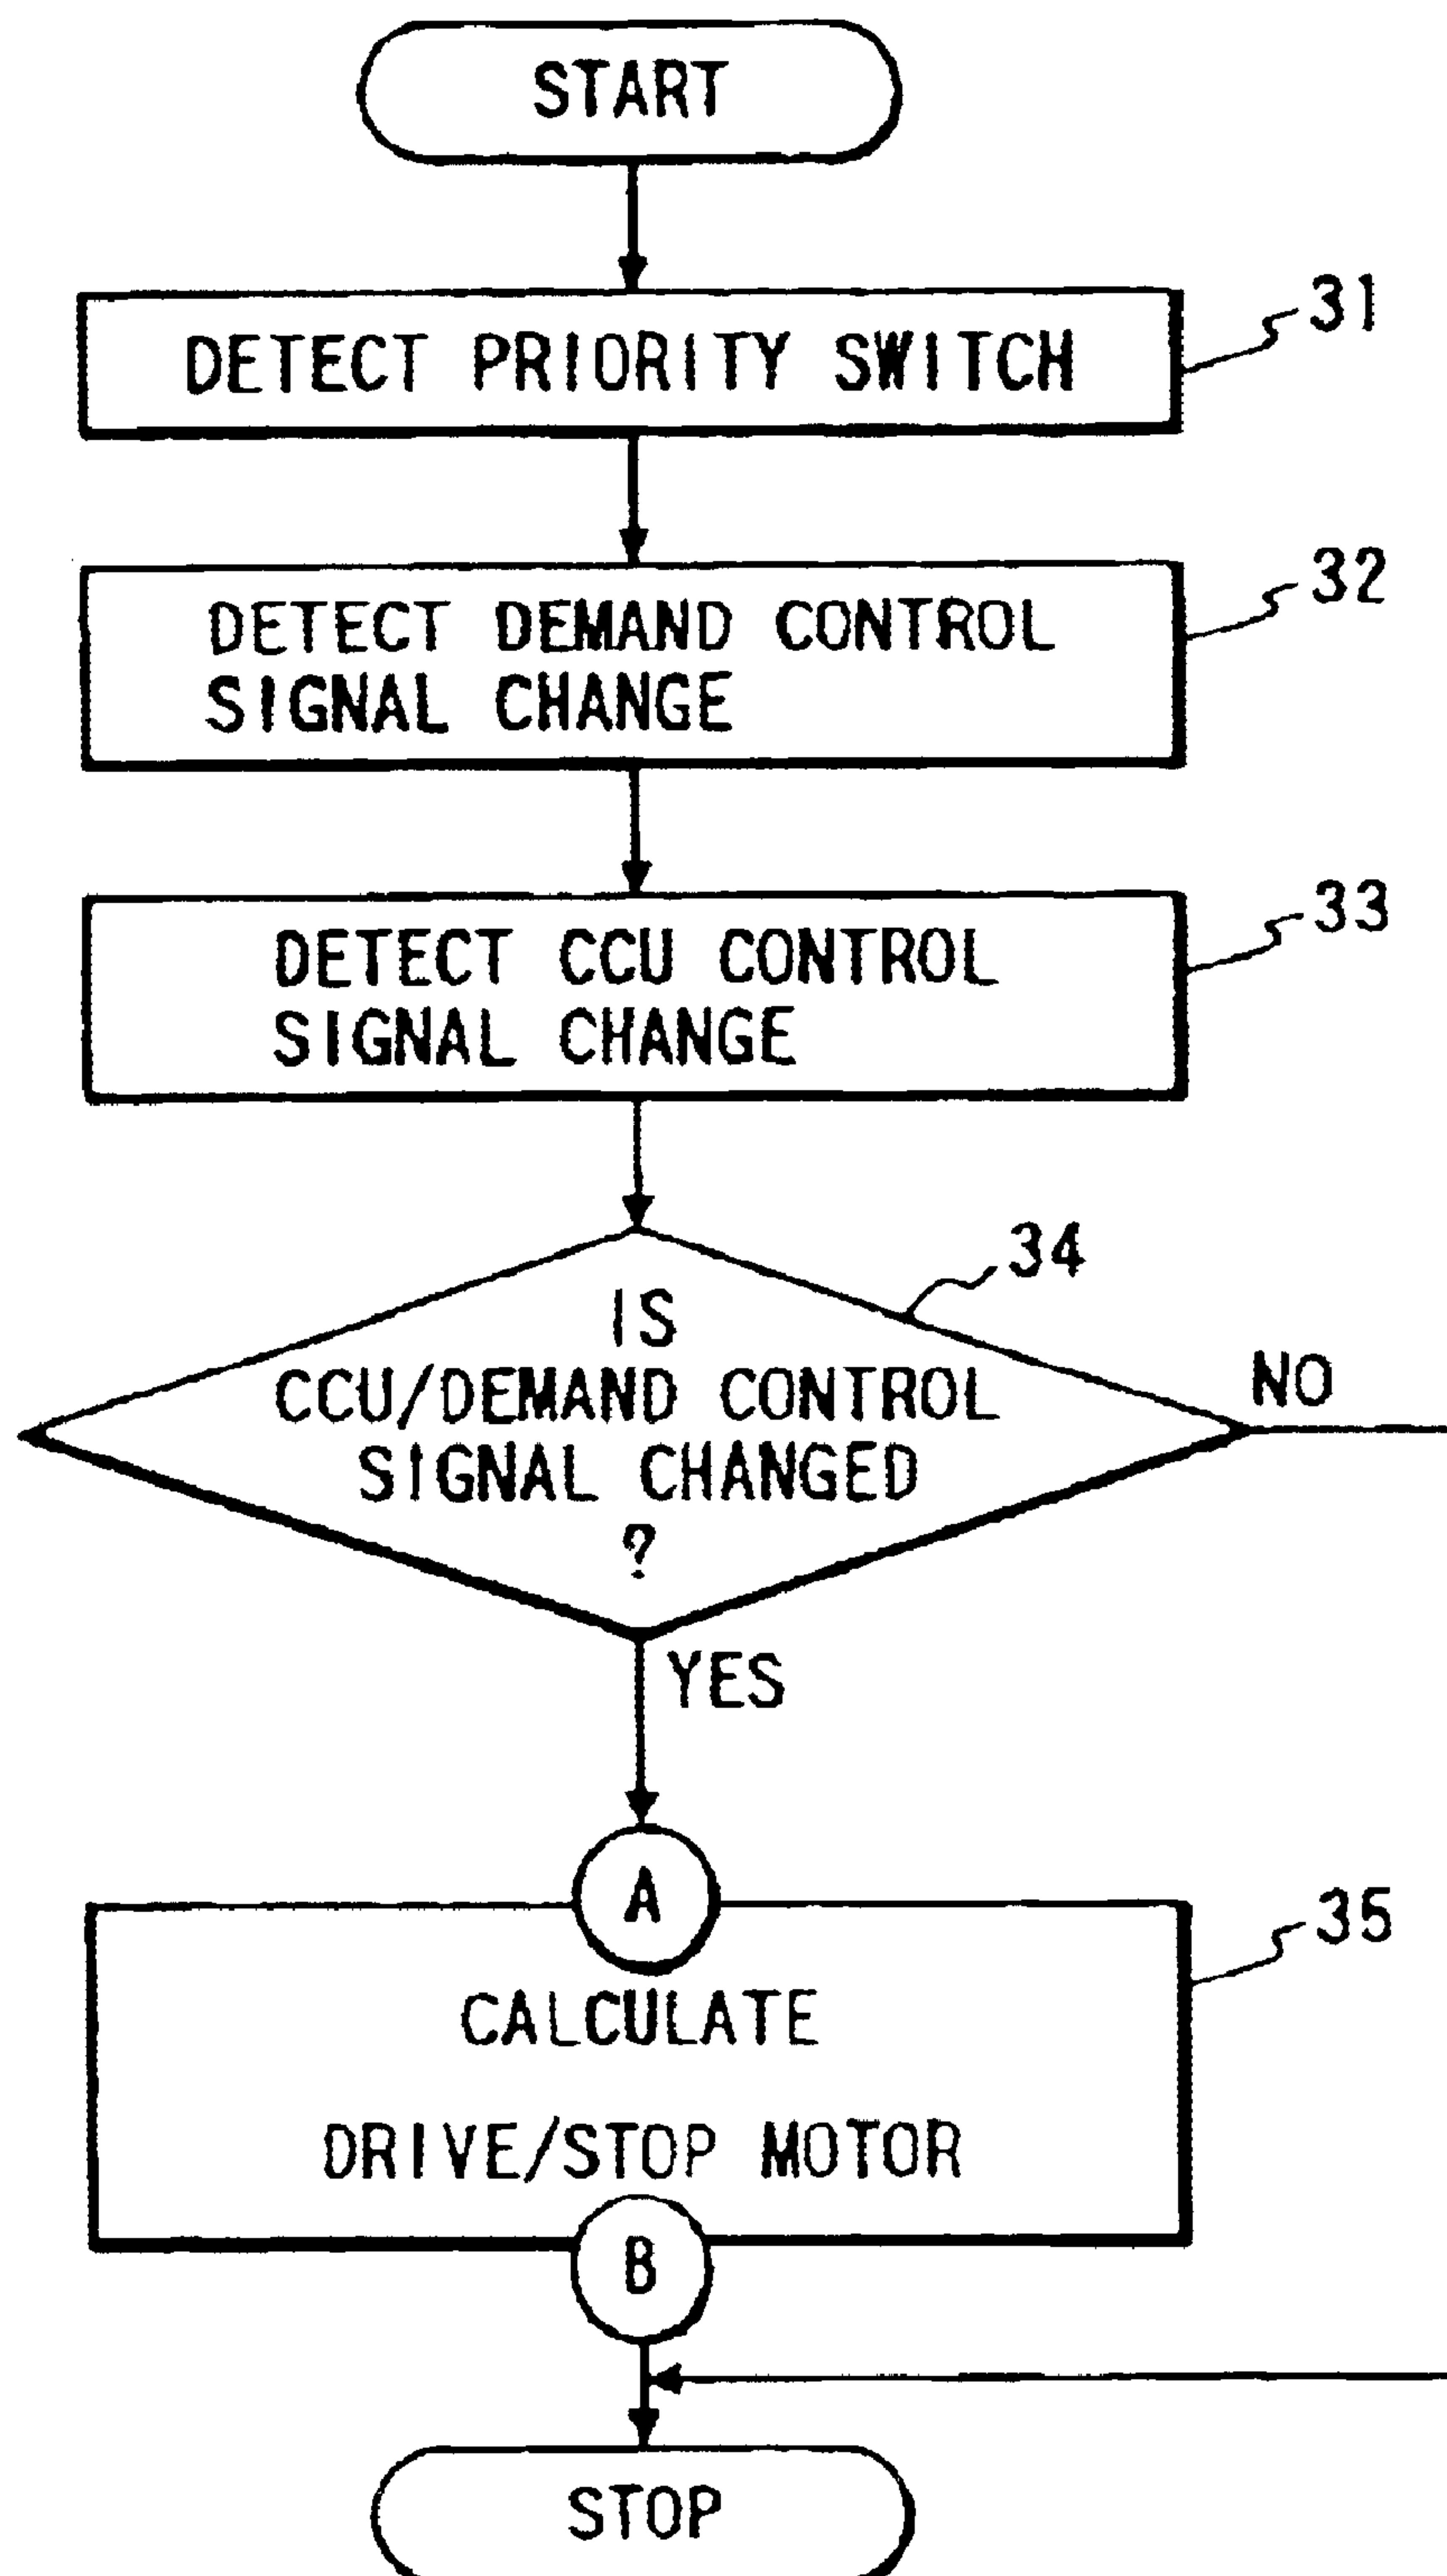 START
DETECT PRIORITY SWITCH
31
DETECT DEMAND CONTROL
SIGNAL CHANGE
32
DETECT CCU CONTROL
SIGNAL CHANGE
33
34
IS
CCU/DEMAND CONTROL
SIGNAL CHANGED
?
NO
YES
A
35
CALCULATE
DRIVE/STOP MOTOR
B
STOP